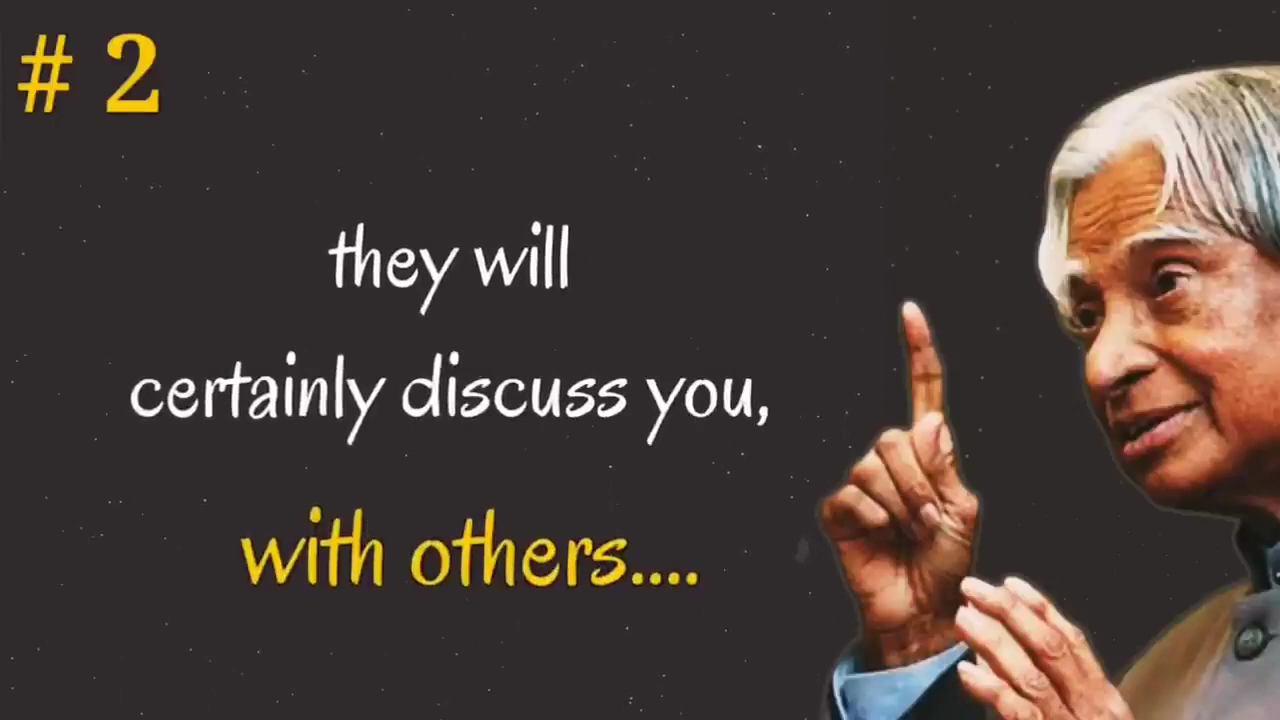 # 2
they will
certainly discuss you,
with others....